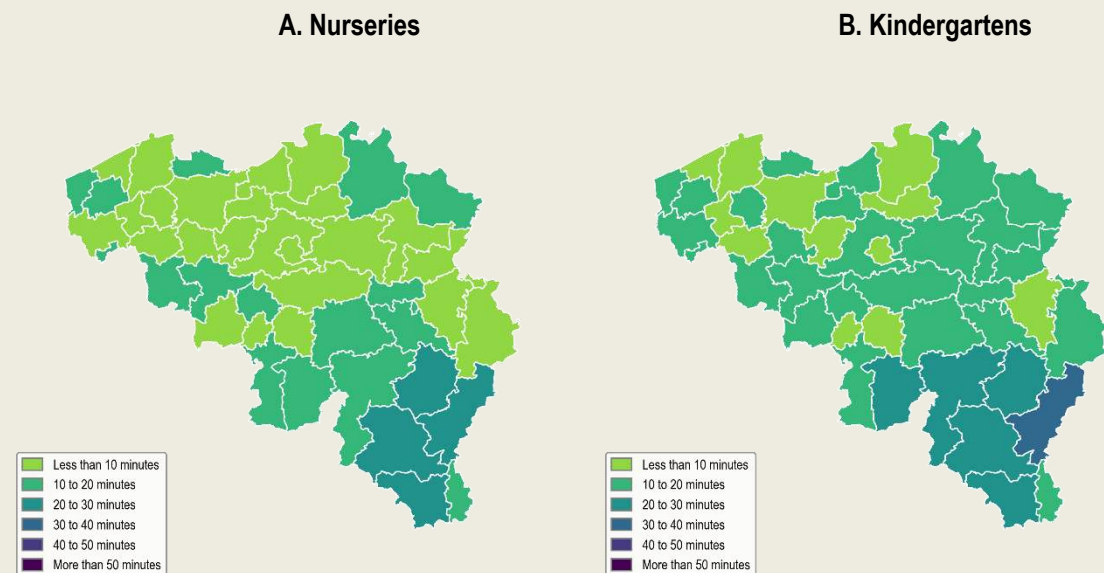 A. Nurseries
B. Kindergartens
Less than 10 minutes
10 to 20 minutes
20 to 30 minutes
30 to 40 minutes
40 to 50 minutes
More than 50 minutes
Less than 10 minutes
10 to 20 minutes
20 to 30 minutes
30 to 40 minutes
40 to 50 minutes
More than 50 minutes